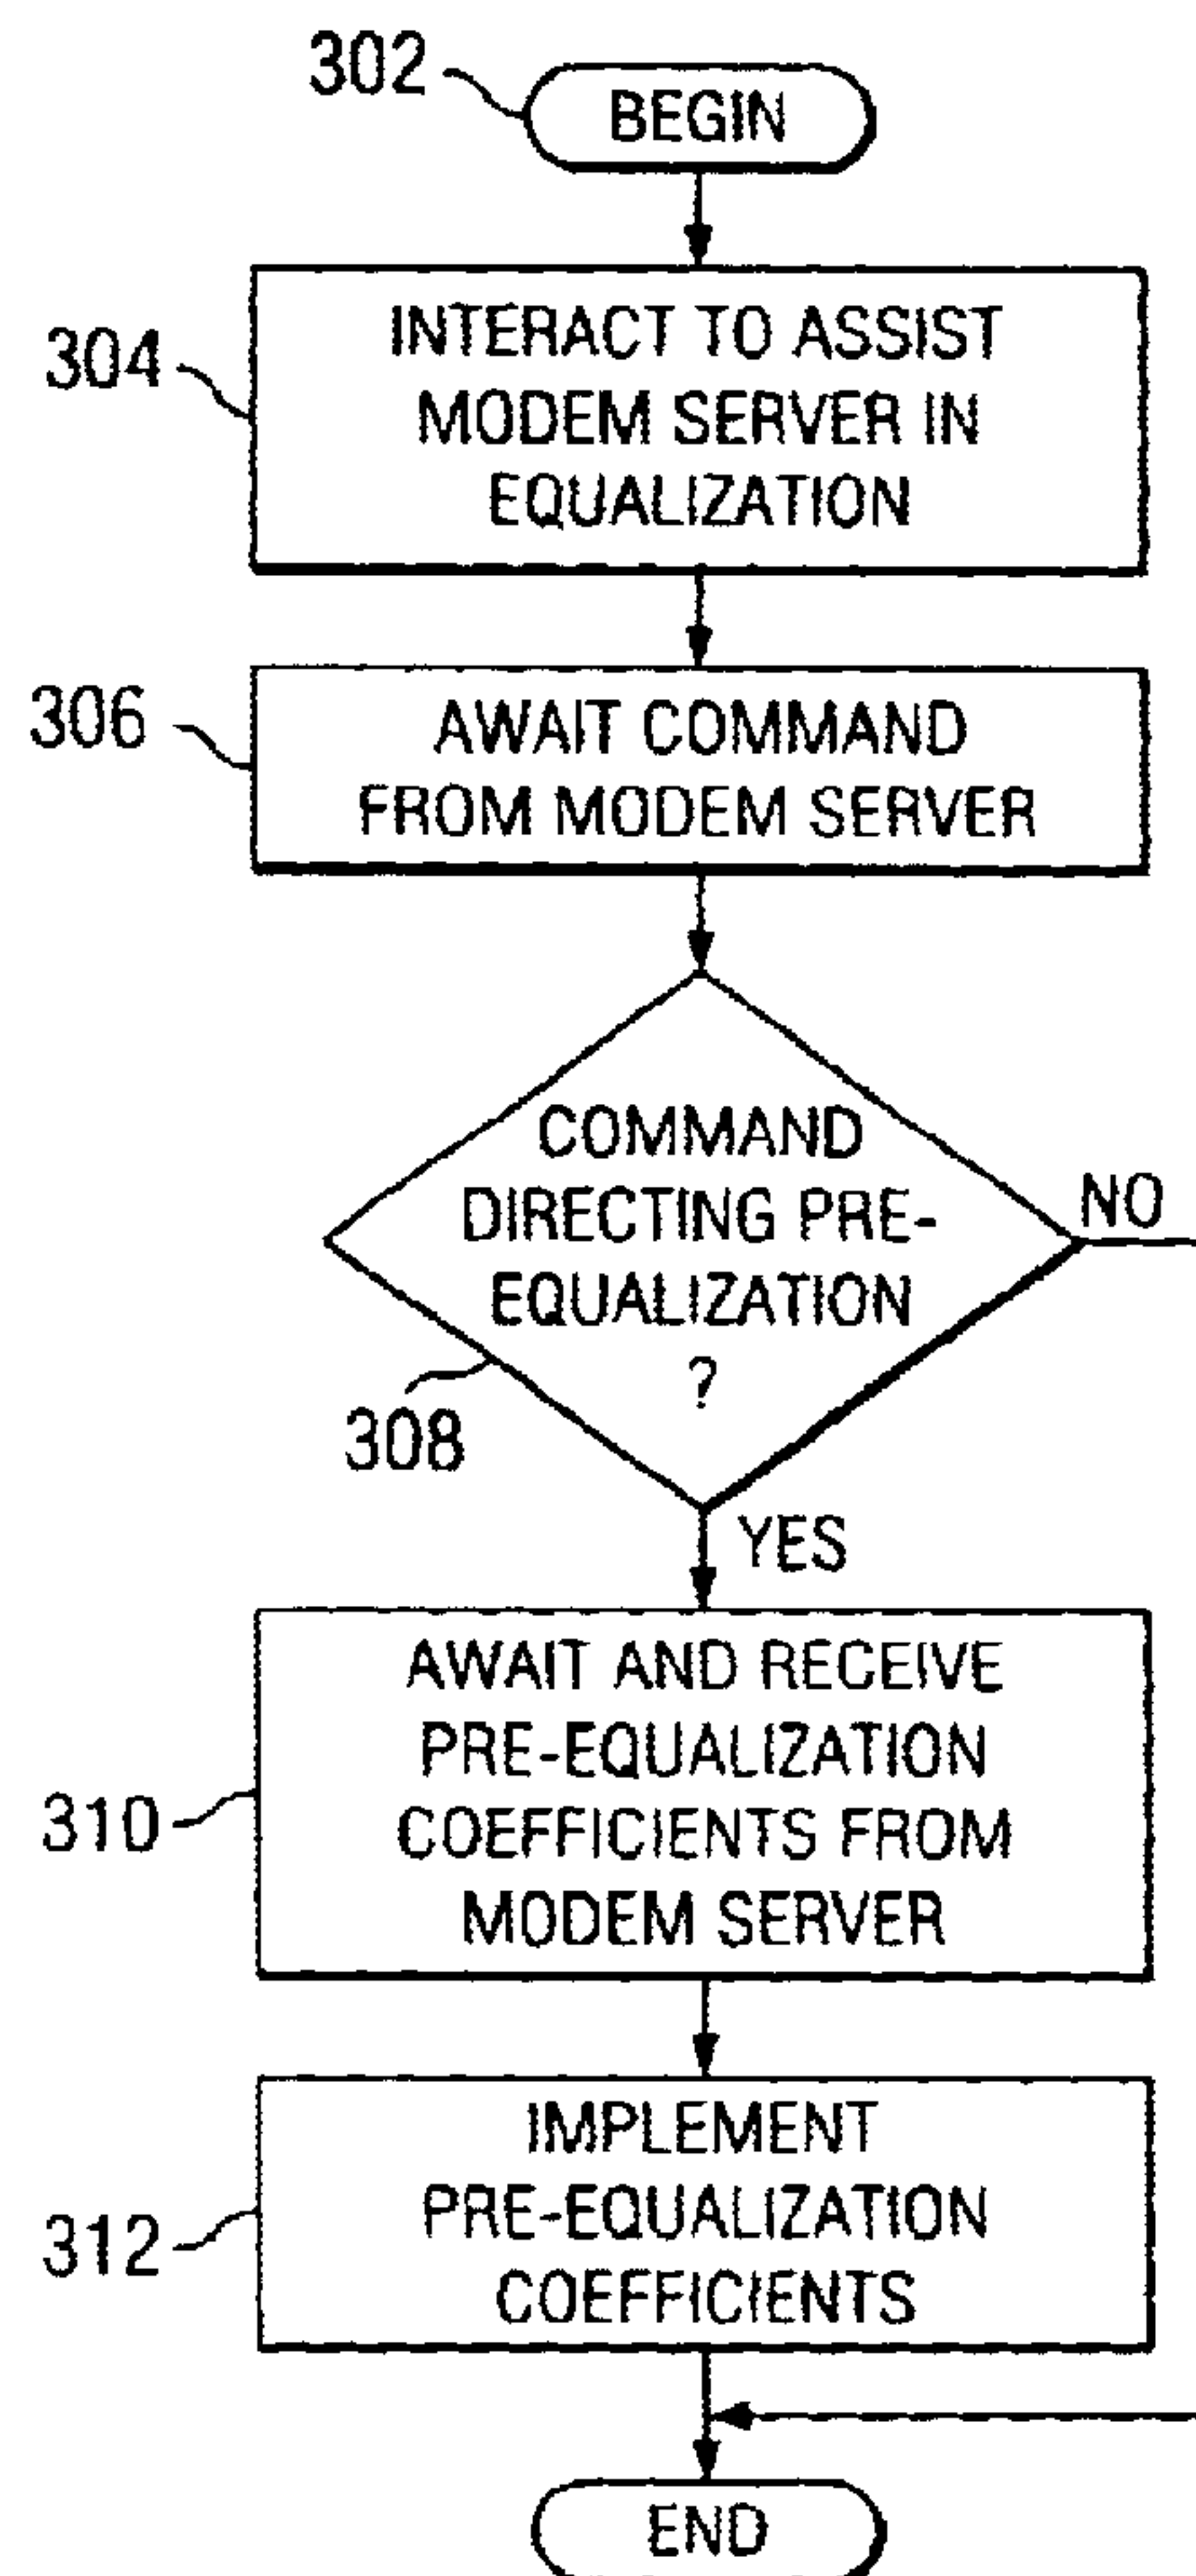 302
BEGIN
304
INTERACT TO ASSIST
MODEM SERVER IN
EQUALIZATION
306
AWAIT COMMAND
FROM MODEM SERVER
COMMAND
DIRECTING PRE-
EQUALIZATION
?
NO
308
YES
310
AWAIT AND RECEIVE
PRE-EQUALIZATION
COEFFICIENTS FROM
MODEM SERVER
312
IMPLEMENT
PRE-EQUALIZATION
COEFFICIENTS
END